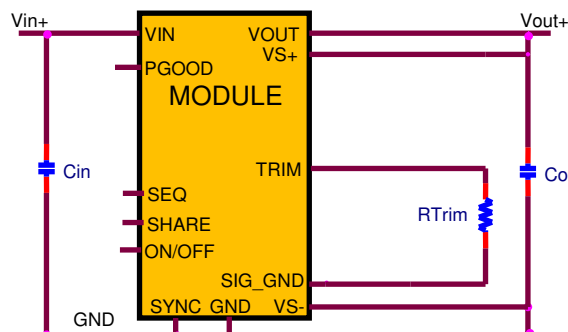 Vin+ Vout+
VIN VOUT
VS+
PGOOD
MODULE
TRIM
Cin Co
SEQ
RTrim
SHARE
ON/OFF
SIG_GND
SYNC GND VS-
GND